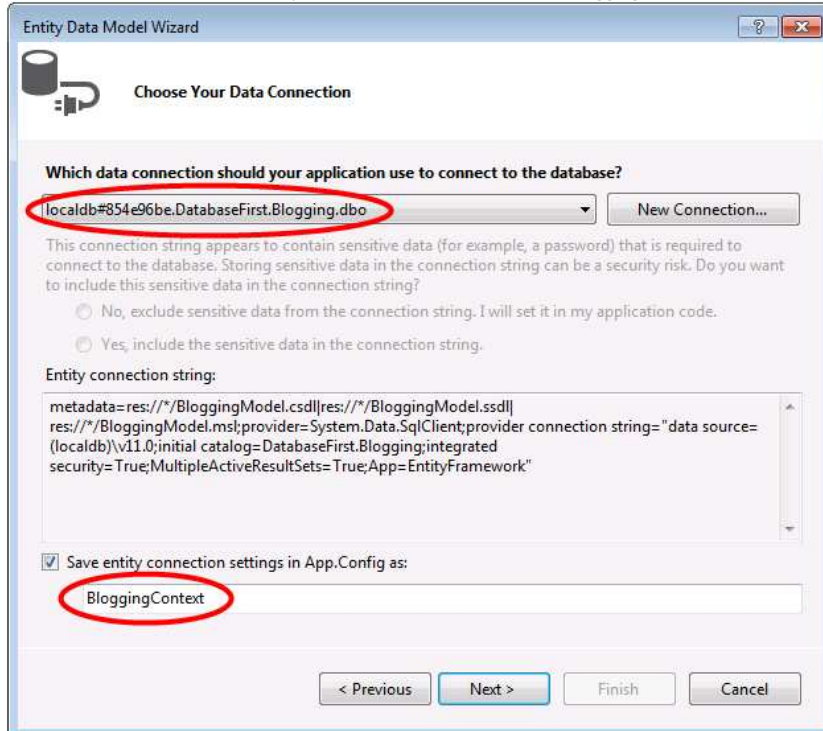 Entity Data Model Wizard
Choose Your Data Connection
Which data connection should your application use to connect to the database?
localdb#854e96be.DatabaseFirst.Blogging.dbo
New Connection...
This connection string appears to contain sensitive data (for example, a password) that is required to
connect to the database. Storing sensitive data in the connection string can be a security risk. Do you want
to include this sensitive data in the connection string?
No, exclude sensitive data from the connection string. I will set it in my application code.
Yes, include the sensitive data in the connection string.
Entity connection string:
metadata=res://*/BloggingModel.csdl|res://*/BloggingModel.ssdl|
res://*/BloggingModel.msl;provider=System.Data.SqlClient;provider connection string="data source=
(localdb)\v11.0;initial catalog=DatabaseFirst.Blogging;integrated
security=True;MultipleActiveResultSets=True;App=EntityFramework"
Save entity connection settings in App.Config as:
BloggingContext
< Previous
Next >
Finish
Cancel